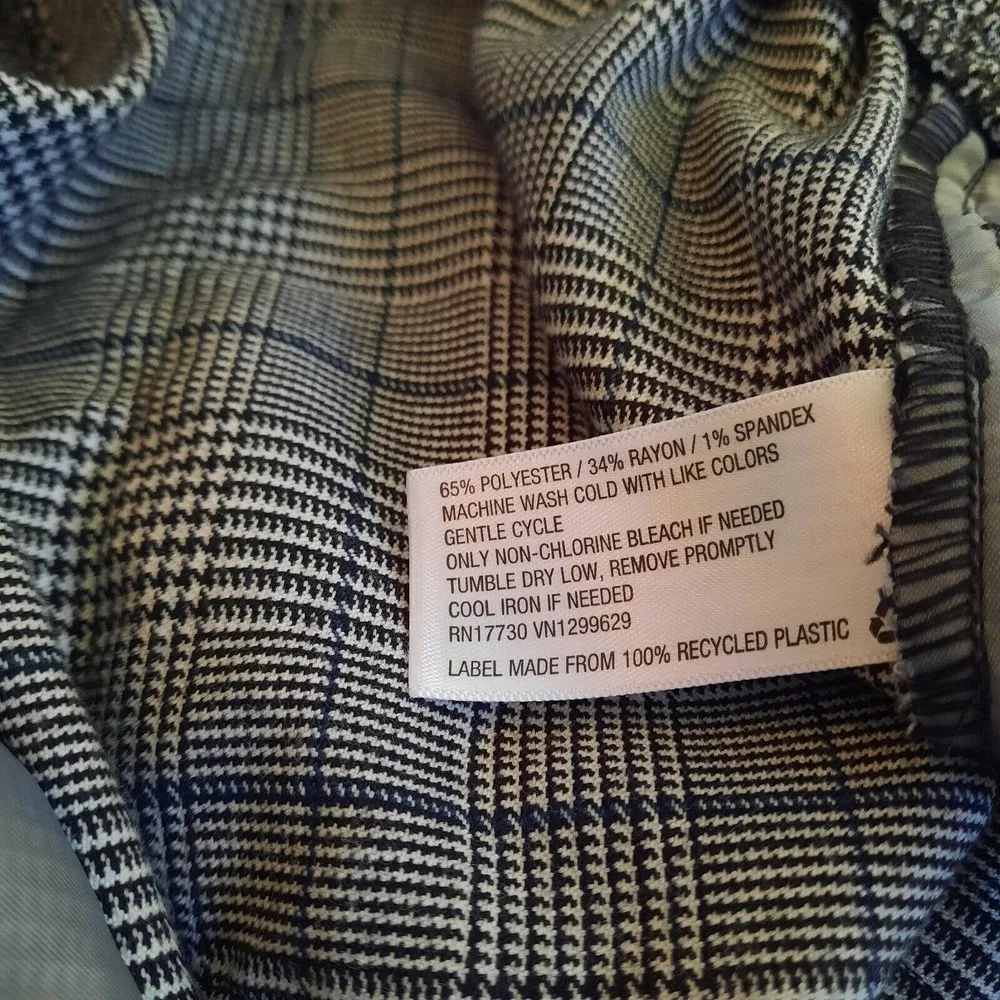 65% POLYESTER / 34% RAYON / 1% SPANDEX
MACHINE WASH COLD WITH LIKE COLORS
GENTLE CYCLE
ONLY NON-CHLORINE BLEACH IF NEEDED
TUMBLE DRY LOW, REMOVE PROMPTLY
COOL IRON IF NEEDED
RN17730 VN1299629
LABEL MADE FROM 100% RECYCLED PLASTIC